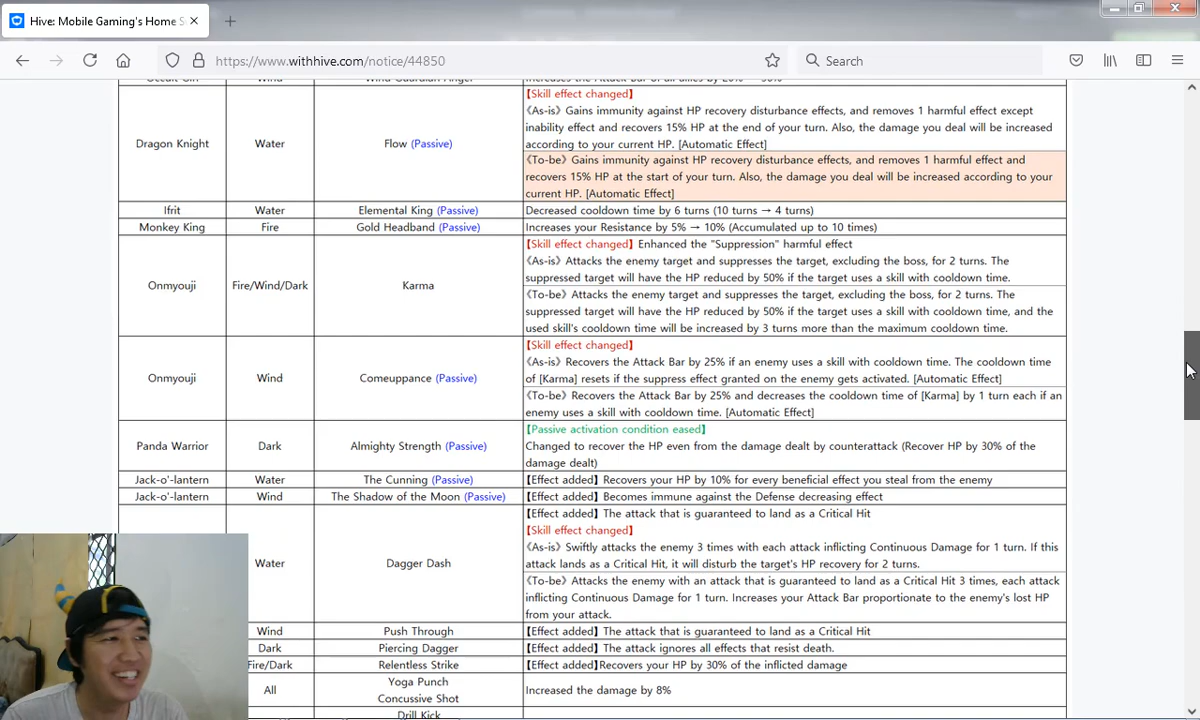 Hive: Mobile Gaming's Home S
https://www.withhive.com/notice/44850
Search
Wind
【Skill effect changed】
《As-is》 Gains immunity against HP recovery disturbance effects, and removes 1 harmful effect except
inability effect and recovers 15% HP at the end of your turn. Also, the damage you deal will be increased
according to your current HP. [Automatic Effect]
Dragon Knight Water Flow (Passive)
《To-be》 Gains immunity against HP recovery disturbance effects, and removes 1 harmful effect and
recovers 15% HP at the start of your turn. Also, the damage you deal will be increased according to your
current HP. [Automatic Effect]
Ifrit Water Elemental King (Passive) Decreased cooldown time by 6 turns (10 turns → 4 turns)
Monkey King Fire Gold Headband (Passive) Increases your Resistance by 5% → 10% (Accumulated up to 10 times)
【Skill effect changed】 Enhanced the "Suppression" harmful effect
《As-is》 Attacks the enemy target and suppresses the target, excluding the boss, for 2 turns. The
suppressed target will have the HP reduced by 50% if the target uses a skill with cooldown time.
Onmyouji Fire/Wind/Dark Karma
《To-be》 Attacks the enemy target and suppresses the target, excluding the boss, for 2 turns. The
suppressed target will have the HP reduced by 50% if the target uses a skill with cooldown time, and the
used skill's cooldown time will be increased by 3 turns more than the maximum cooldown time.
【Skill effect changed】
《As-is》 Recovers the Attack Bar by 25% if an enemy uses a skill with cooldown time. The cooldown time
of [Karma] resets if the suppress effect granted on the enemy gets activated. [Automatic Effect]
Onmyouji Wind Comeuppance (Passive)
《To-be》 Recovers the Attack Bar by 25% and decreases the cooldown time of [Karma] by 1 turn each if an
enemy uses a skill with cooldown time. [Automatic Effect]
【Passive activation condition eased】
Panda Warrior Dark Almighty Strength (Passive) Changed to recover the HP even from the damage dealt by counterattack (Recover HP by 30% of the
damage dealt)
Jack-o'-lantern Water The Cunning (Passive) 【Effect added】 Recovers your HP by 10% for every beneficial effect you steal from the enemy
Jack-o'-lantern Wind The Shadow of the Moon (Passive) 【Effect added】 Becomes immune against the Defense decreasing effect
【Effect added】 The attack that is guaranteed to land as a Critical Hit
【Skill effect changed】
《As-is》 Swiftly attacks the enemy 3 times with each attack inflicting Continuous Damage for 1 turn. If this
attack lands as a Critical Hit, it will disturb the target's HP recovery for 2 turns.
Water Dagger Dash
《To-be》 Attacks the enemy with an attack that is guaranteed to land as a Critical Hit 3 times, each attack
inflicting Continuous Damage for 1 turn. Increases your Attack Bar proportionate to the enemy's lost HP
from your attack.
Wind Push Through 【Effect added】 The attack that is guaranteed to land as a Critical Hit
Dark Piercing Dagger 【Effect added】 The attack ignores all effects that resist death.
Fire/Dark Relentless Strike 【Effect added】Recovers your HP by 30% of the inflicted damage
Yoga Punch
All Increased the damage by 8%
Concussive Shot
Drill Kick